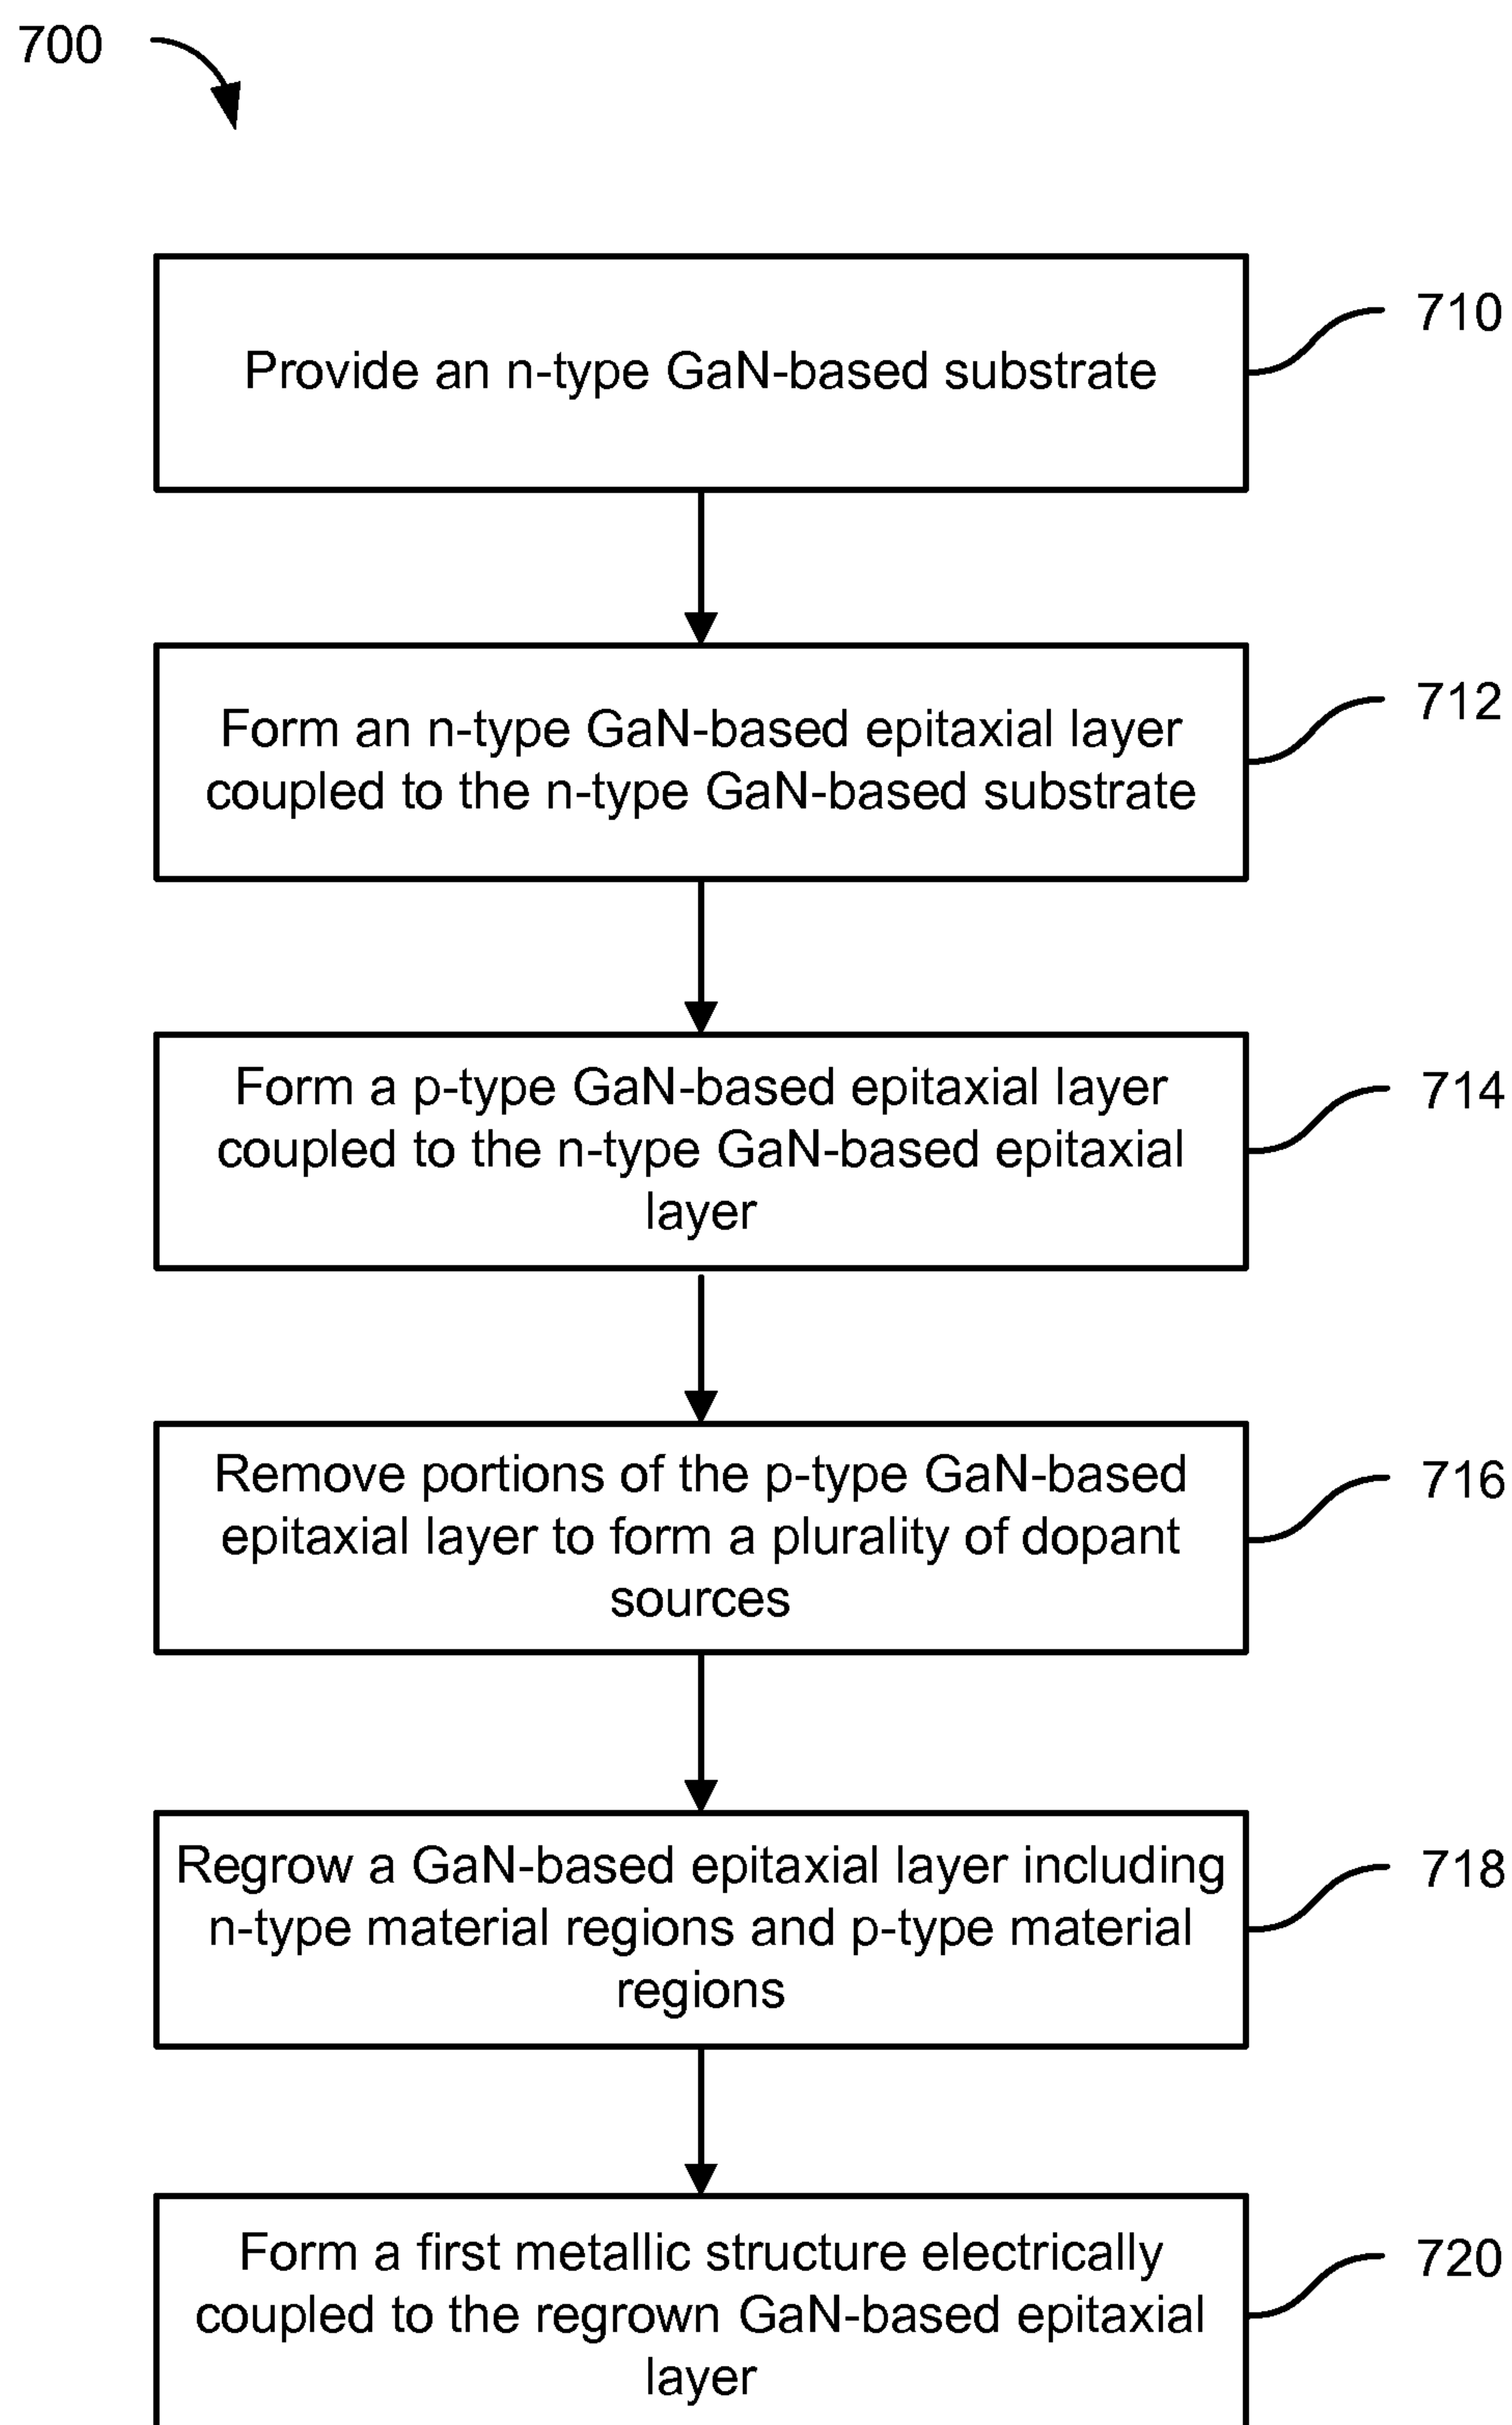 700
Provide an n-type GaN-based substrate
710
Form an n-type GaN-based epitaxial layer
coupled to the n-type GaN-based substrate
712
Form a p-type GaN-based epitaxial layer
coupled to the n-type GaN-based epitaxial
layer
714
Remove portions of the p-type GaN-based
epitaxial layer to form a plurality of dopant
sources
716
Regrow a GaN-based epitaxial layer including
n-type material regions and p-type material
regions
718
Form a first metallic structure electrically
coupled to the regrown GaN-based epitaxial
layer
720